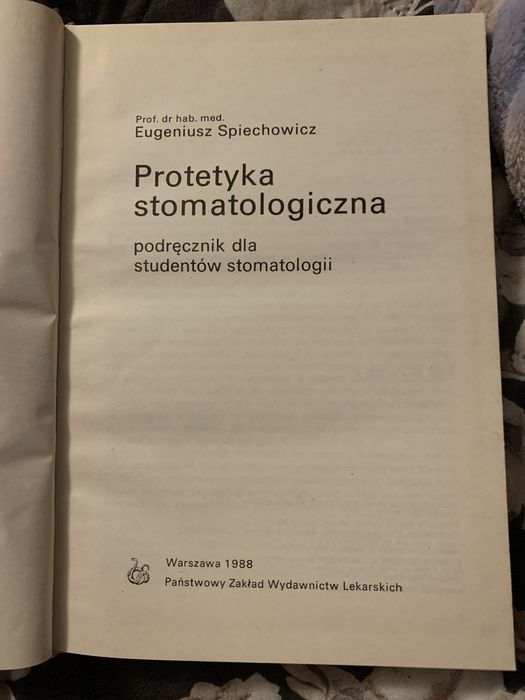 Prof. dr hab. med.
Eugeniusz Spiechowicz
Protetyka
stomatologiczna
podręcznik dla
studentów stomatologii
Warszawa 1988
Państwowy Zakład Wydawnictw Lekarskich